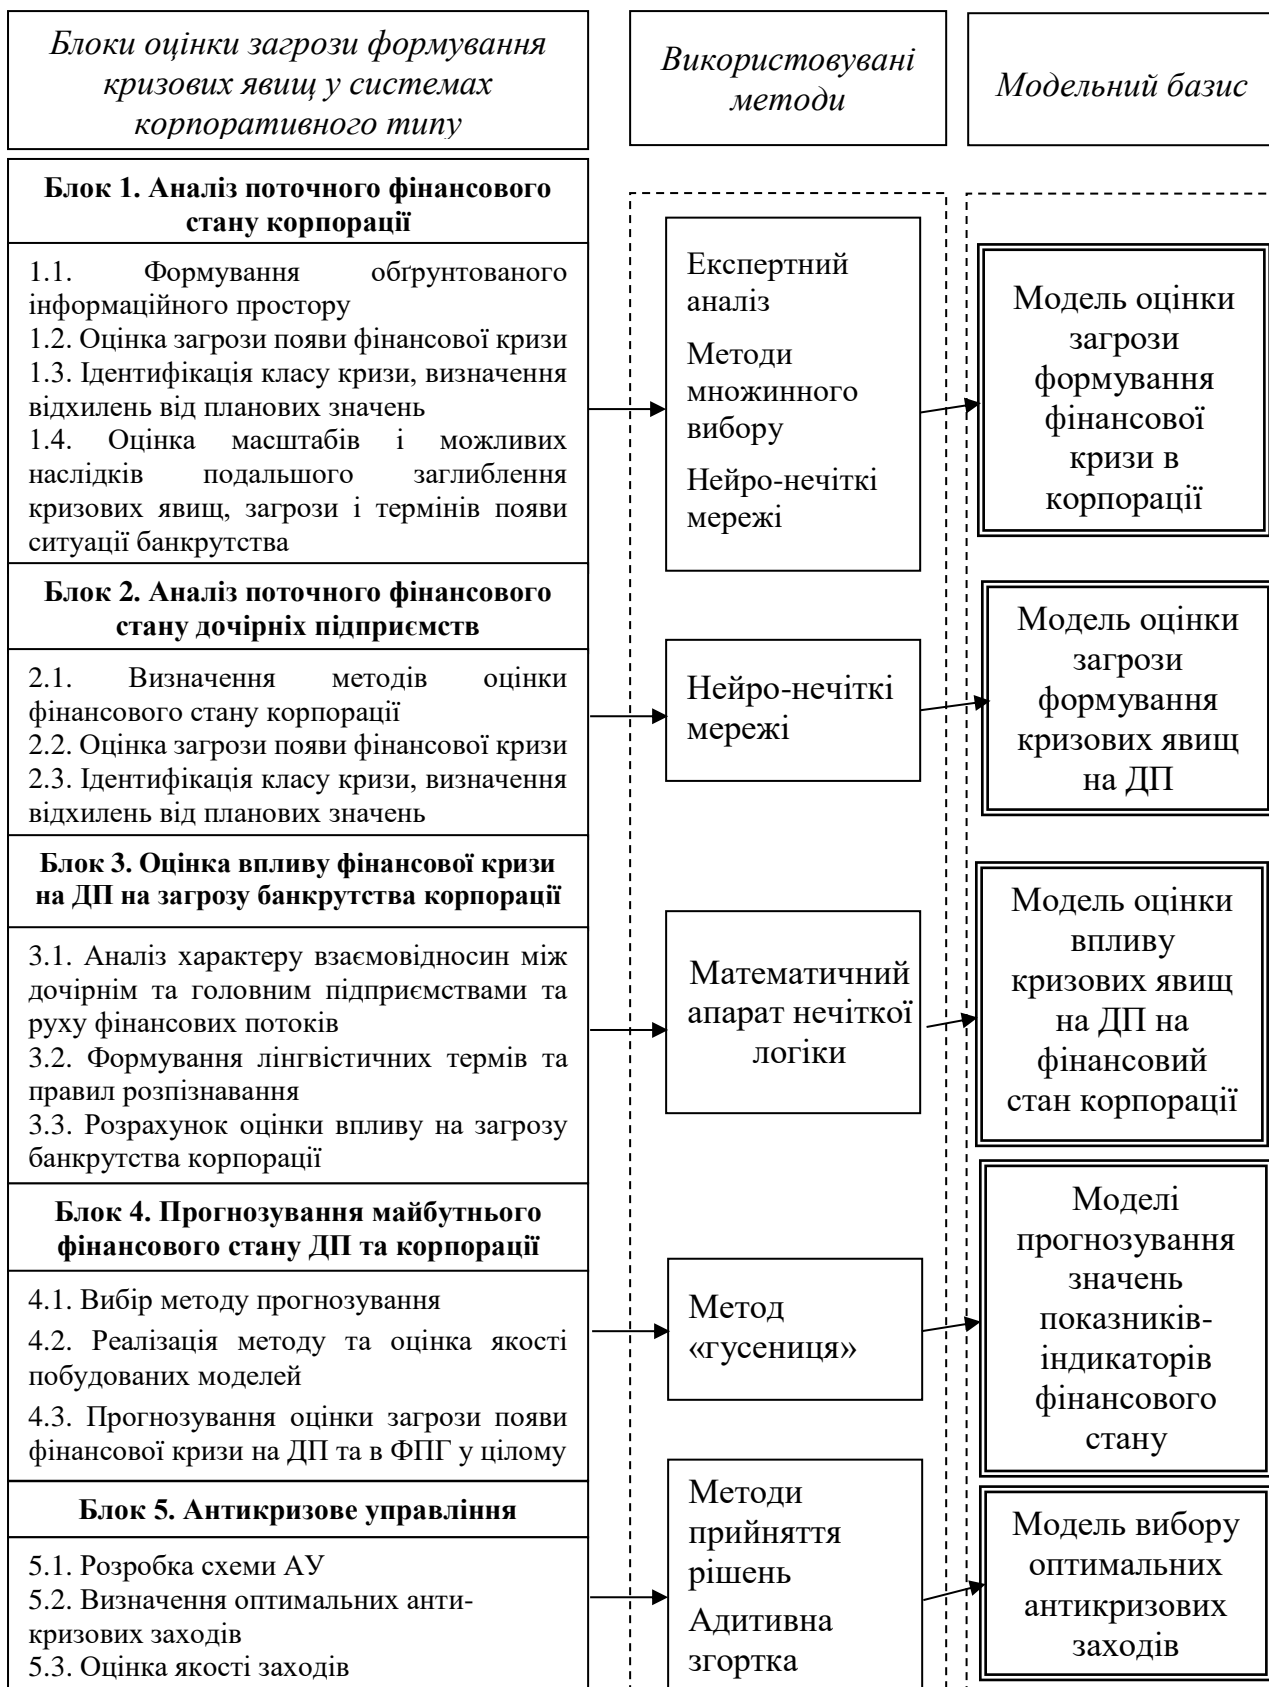 Блоки оцінки загрози формування
кризових явищ у системах
корпоративного типу
Використовувані
методи
Модельний базис
Блок 1. Аналіз поточного фінансового
стану корпорації
1.1. Формування обґрунтованого
інформаційного простору
1.2. Оцінка загрози появи фінансової кризи
1.3. Ідентифікація класу кризи, визначення
відхилень від планових значень
1.4. Оцінка масштабів і можливих
наслідків подальшого заглиблення
кризових явищ, загрози і термінів появи
ситуації банкрутства
Експертний
аналіз
Методи
множинного
вибору
Нейро-нечіткі
мережі
Модель оцінки
загрози
формування
фінансової
кризи в
корпорації
Блок 2. Аналіз поточного фінансового
стану дочірніх підприємств
2.1. Визначення методів оцінки
фінансового стану корпорації
2.2. Оцінка загрози появи фінансової кризи
2.3. Ідентифікація класу кризи, визначення
відхилень від планових значень
Нейро-нечіткі
мережі
Модель оцінки
загрози
формування
кризових явищ
на ДП
Блок 3. Оцінка впливу фінансової кризи
на ДП на загрозу банкрутства корпорації
3.1. Аналіз характеру взаємовідносин між
дочірнім та головним підприємствами та
руху фінансових потоків
3.2. Формування лінгвістичних термів та
правил розпізнавання
3.3. Розрахунок оцінки впливу на загрозу
банкрутства корпорації
Математичний
апарат нечіткої
логіки
Модель оцінки
впливу
кризових явищ
на ДП на
фінансовий
стан корпорації
Блок 4. Прогнозування майбутнього
фінансового стану ДП та корпорації
4.1. Вибір методу прогнозування
4.2. Реалізація методу та оцінка якості
побудованих моделей
4.3. Прогнозування оцінки загрози появи
фінансової кризи на ДП та в ФПГ у цілому
Метод
«гусениця»
Моделі
прогнозування
значень
показників-
індикаторів
фінансового
стану
Блок 5. Антикризове управління
5.1. Розробка схеми АУ
5.2. Визначення оптимальних анти-
кризових заходів
5.3. Оцінка якості заходів
Методи
прийняття
рішень
Адитивна
згортка
Модель вибору
оптимальних
антикризових
заходів